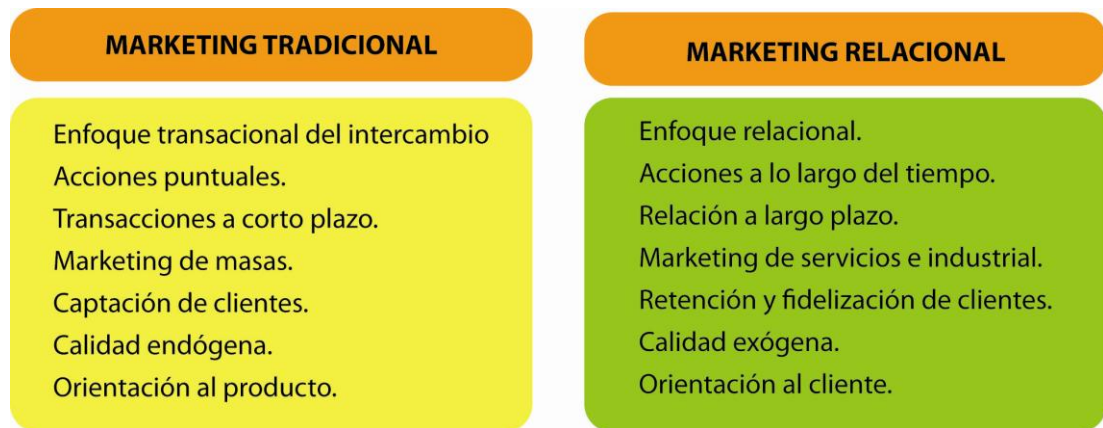 MARKETING TRADICIONAL
Enfoque transacional del intercambio
Acciones puntuales.
Transacciones a corto plazo.
Marketing de masas.
Captación de clientes.
Calidad endógena.
Orientación al producto.
MARKETING RELACIONAL
Enfoque relacional.
Acciones a lo largo del tiempo.
Relación a largo plazo.
Marketing de servicios e industrial.
Retención y fidelización de clientes.
Calidad exógena.
Orientación al cliente.